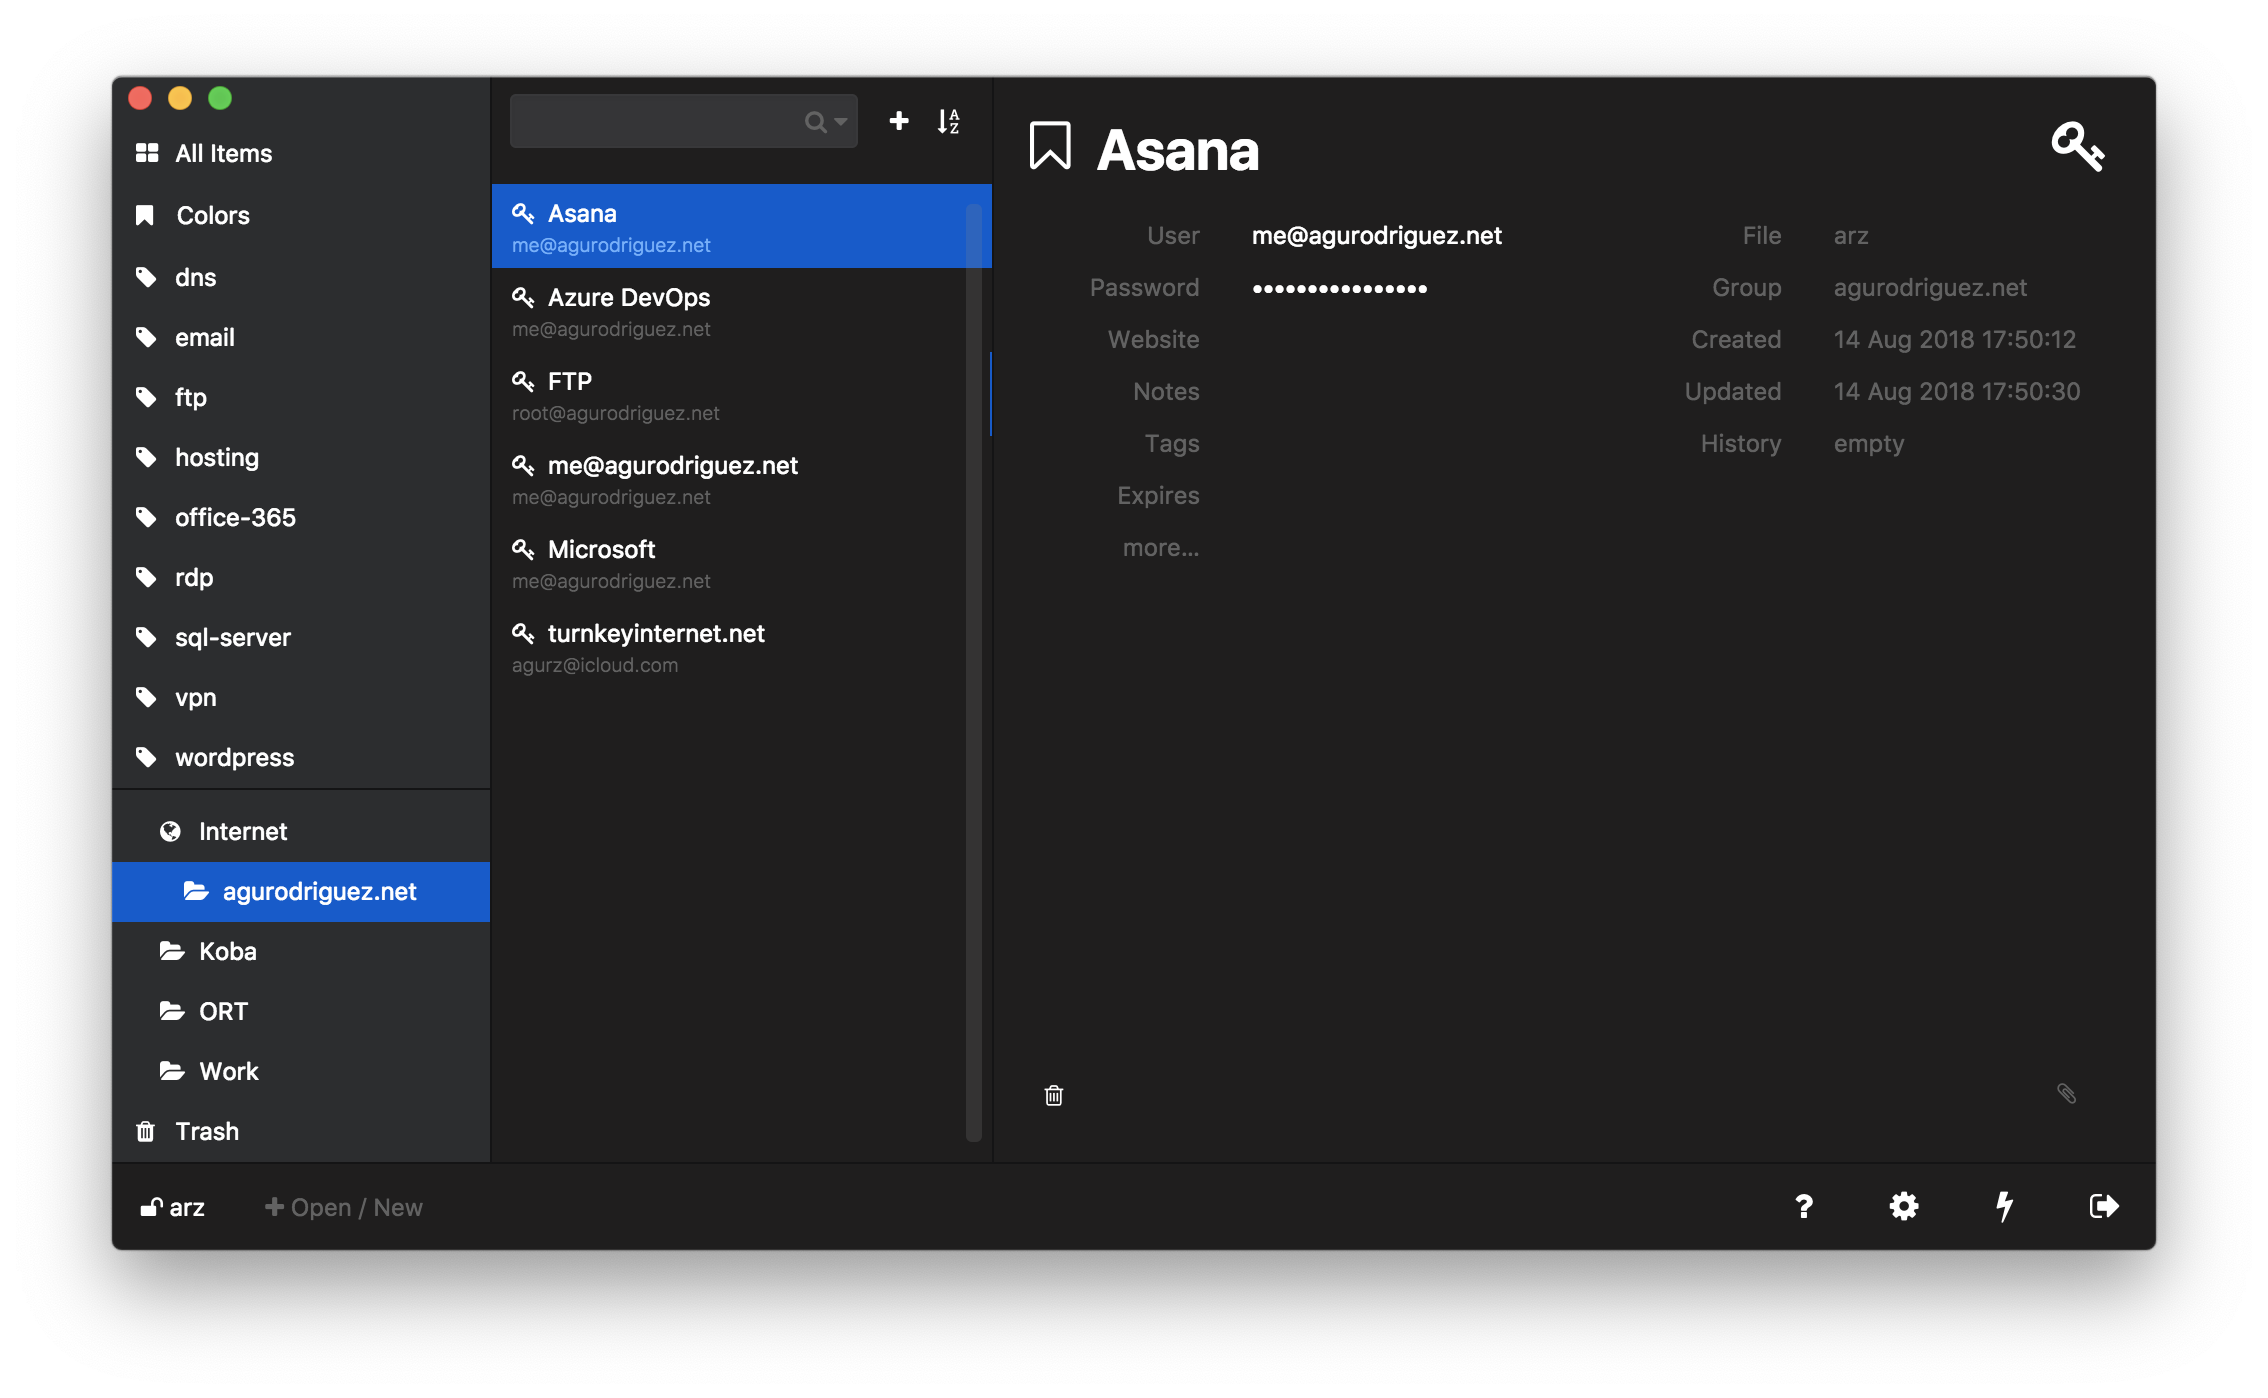 All Items
Colors
dns
email
ftp
hosting
office-365
rdp
sql-server
vpn
wordpress
Internet
agurodriguez.net
Koba
ORT
Work
Trash
Asana
me@agurodriguez.net
Azure DevOps
me@agurodriguez.net
FTP
root@agurodriguez.net
me@agurodriguez.net
me@agurodriguez.net
Microsoft
me@agurodriguez.net
turnkeyinternet.net
agurz@icloud.com
Asana
User me@agurodriguez.net
Password ••••••••••••••••
Website
Notes
Tags
Expires
more...
File arz
Group agurodriguez.net
Created 14 Aug 2018 17:50:12
Updated 14 Aug 2018 17:50:30
History empty
arz
Open / New